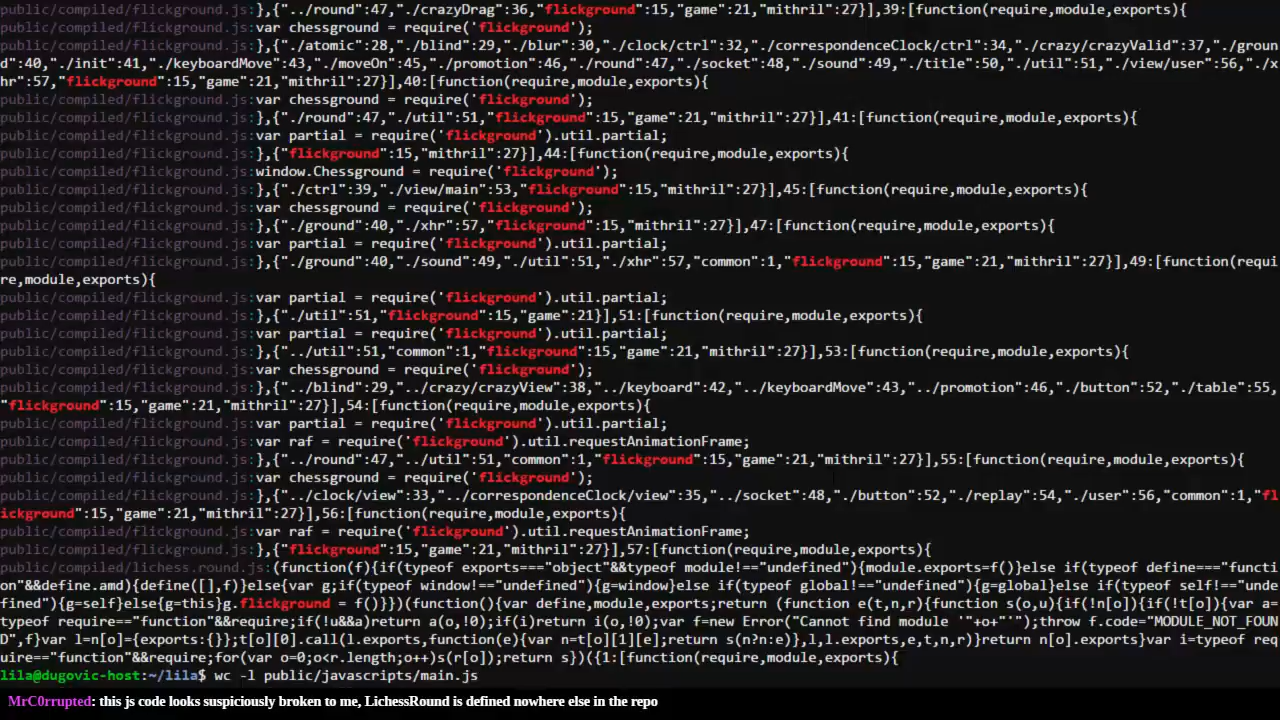 public/compiled/flickground.js:},{"../round":47,"./crazyDrag":36,"flickground":15,"game":21,"mithril":27}],39:[function(require,module,exports){
public/compiled/flickground.js:var chessground = require('flickground');
public/compiled/flickground.js:},{"./atomic":28,"./blind":29,"./blur":30,"./clock/ctrl":32,"./correspondenceClock/ctrl":34,"./crazy/crazyValid":37,"./groun
d":40,"./init":41,"./keyboardMove":43,"./moveOn":45,"./promotion":46,"./round":47,"./socket":48,"./sound":49,"./title":50,"./util":51,"./view/user":56,"./x
hr":57,"flickground":15,"game":21,"mithril":27}],40:[function(require,module,exports){
public/compiled/flickground.js:var chessground = require('flickground');
public/compiled/flickground.js:},{"./round":47,"./util":51,"flickground":15,"game":21,"mithril":27}],41:[function(require,module,exports){
public/compiled/flickground.js:var partial = require('flickground').util.partial;
public/compiled/flickground.js:},{"flickground":15,"mithril":27}],44:[function(require,module,exports){
public/compiled/flickground.js:window.Chessground = require('flickground');
public/compiled/flickground.js:},{"./ctrl":39,"./view/main":53,"flickground":15,"mithril":27}],45:[function(require,module,exports){
public/compiled/flickground.js:var chessground = require('flickground');
public/compiled/flickground.js:},{"./ground":40,"./xhr":57,"flickground":15,"game":21,"mithril":27}],47:[function(require,module,exports){
public/compiled/flickground.js:var partial = require('flickground').util.partial;
public/compiled/flickground.js:},{"./ground":40,"./sound":49,"./util":51,"./xhr":57,"common":1,"flickground":15,"game":21,"mithril":27}],49:[function(requi
re,module,exports){
public/compiled/flickground.js:var partial = require('flickground').util.partial;
public/compiled/flickground.js:},{"./util":51,"flickground":15,"game":21}],51:[function(require,module,exports){
public/compiled/flickground.js:var partial = require('flickground').util.partial;
public/compiled/flickground.js:},{"../util":51,"common":1,"flickground":15,"game":21,"mithril":27}],53:[function(require,module,exports){
public/compiled/flickground.js:var chessground = require('flickground');
public/compiled/flickground.js:},{"../blind":29,"../crazy/crazyView":38,"../keyboard":42,"../keyboardMove":43,"../promotion":46,"./button":52,"./table":55,
"flickground":15,"game":21,"mithril":27}],54:[function(require,module,exports){
public/compiled/flickground.js:var partial = require('flickground').util.partial;
public/compiled/flickground.js:var raf = require('flickground').util.requestAnimationFrame;
public/compiled/flickground.js:},{"../round":47,"../util":51,"common":1,"flickground":15,"game":21,"mithril":27}],55:[function(require,module,exports){
public/compiled/flickground.js:var chessground = require('flickground');
public/compiled/flickground.js:},{"../clock/view":33,"../correspondenceClock/view":35,"../socket":48,"./button":52,"./replay":54,"./user":56,"common":1,"fl
ickground":15,"game":21,"mithril":27}],56:[function(require,module,exports){
public/compiled/flickground.js:var raf = require('flickground').util.requestAnimationFrame;
public/compiled/flickground.js:},{"flickground":15,"game":21,"mithril":27}],57:[function(require,module,exports){
public/compiled/lichess.round.js:(function(f){if(typeof exports==="object"&&typeof module!=="undefined"){module.exports=f()}else if(typeof define==="functi
on"&&define.amd){define([],f)}else{var g;if(typeof window!=="undefined"){g=window}else if(typeof global!=="undefined"){g=global}else if(typeof self!=="unde
fined"){g=self}else{g=this}g.flickground = f()}})(function(){var define,module,exports;return (function e(t,n,r){function s(o,u){if(!n[o]){if(!t[o]){var a=
typeof require=="function"&&require;if(!u&&a)return a(o,!0);if(i)return i(o,!0);var f=new Error("Cannot find module '"+o+"'");throw f.code="MODULE_NOT_FOUN
D",f}var l=n[o]={exports:{}};t[o][0].call(l.exports,function(e){var n=t[o][1][e];return s(n?n:e)},l,l.exports,e,t,n,r)}return n[o].exports}var i=typeof req
uire=="function"&&require;for(var o=0;o<r.length;o++)s(r[o]);return s})({1:[function(require,module,exports){
lila@dugovic-host:~/lila$ wc -l public/javascripts/main.js
MrC0rrupted: this js code looks suspiciously broken to me, LichessRound is defined nowhere else in the repo